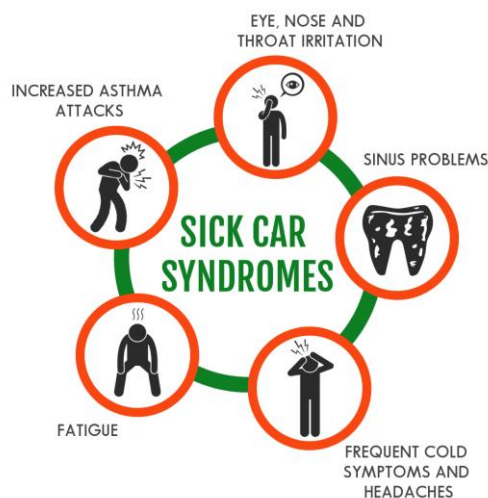 EYE, NOSE AND
THROAT IRRITATION
INCREASED ASTHMA
ATTACKS
SINUS PROBLEMS
SICK CAR
SYNDROMES
FATIGUE
FREQUENT COLD
SYMPTOMS AND
HEADACHES